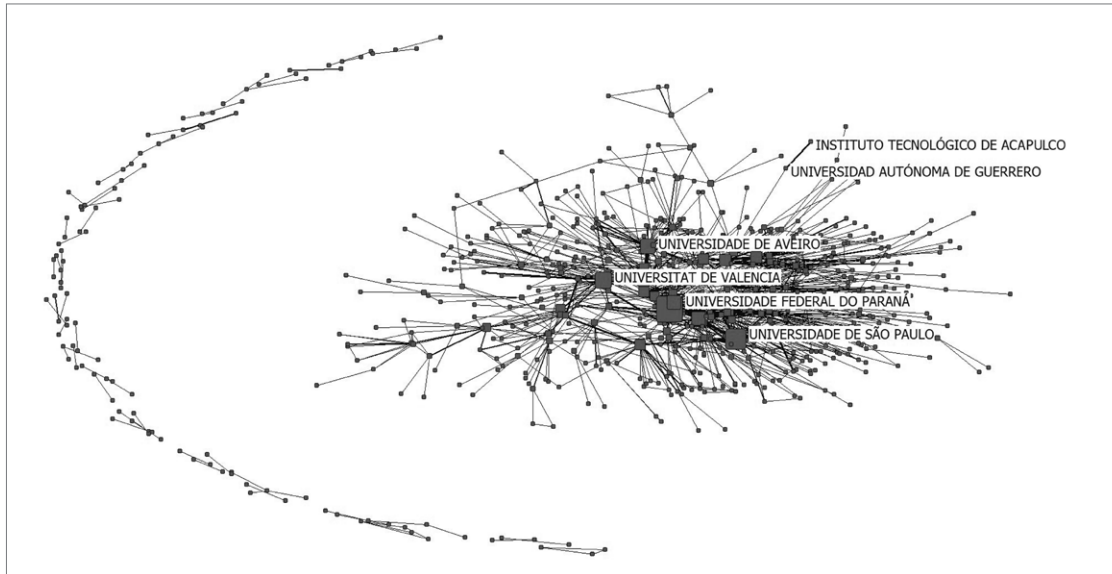 INSTITUTO TECNOLÓGICO DE ACAPULCO
UNIVERSIDAD AUTÓNOMA DE GUERRERO
UNIVERSIDADE DE AVEIRO
UNIVERSITAT DE VALENCIA
UNIVERSIDADE FEDERAL DO PARANÁ
UNIVERSIDADE DE SÃO PAULO